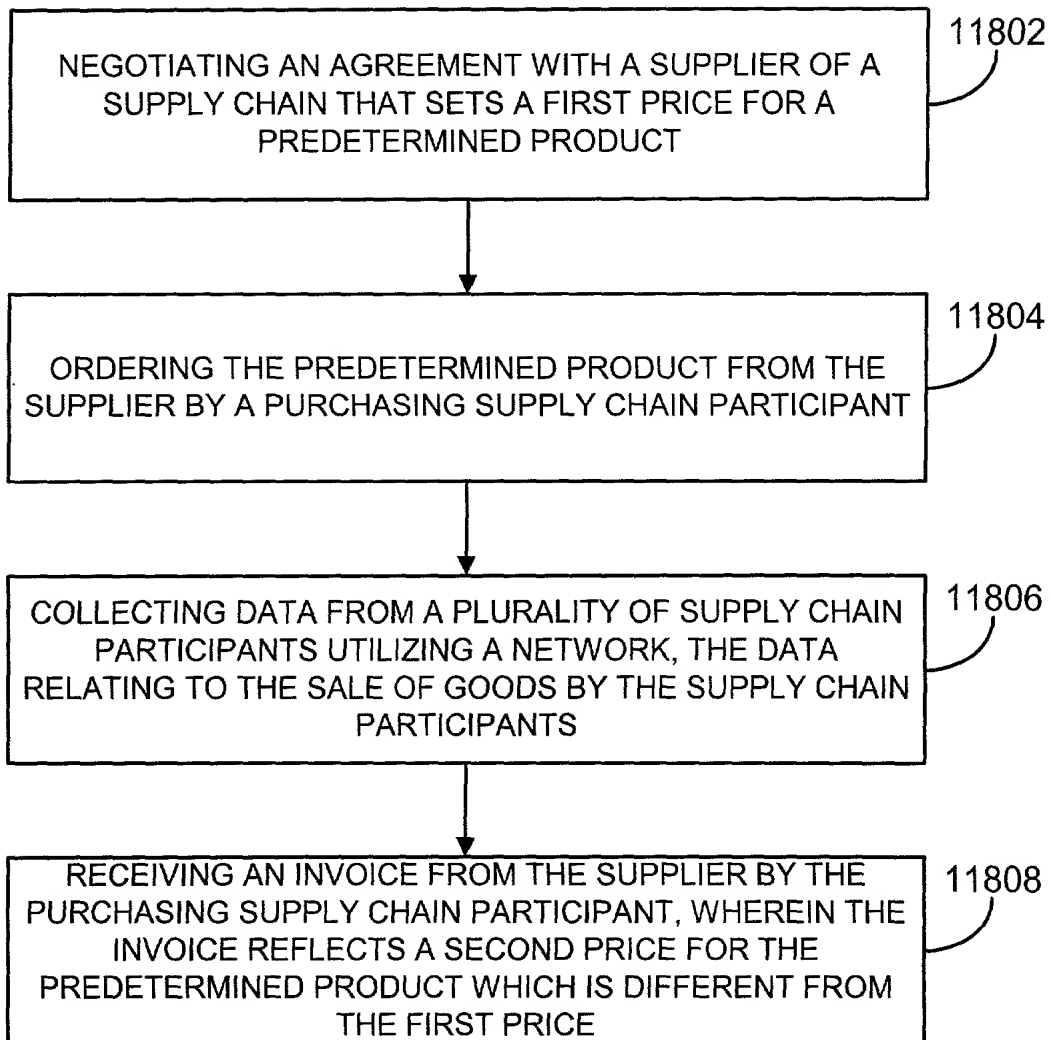 11802
NEGOTIATING AN AGREEMENT WITH A SUPPLIER OF A
SUPPLY CHAIN THAT SETS A FIRST PRICE FOR A
PREDETERMINED PRODUCT
11804
ORDERING THE PREDETERMINED PRODUCT FROM THE
SUPPLIER BY A PURCHASING SUPPLY CHAIN PARTICIPANT
11806
COLLECTING DATA FROM A PLURALITY OF SUPPLY CHAIN
PARTICIPANTS UTILIZING A NETWORK, THE DATA
RELATING TO THE SALE OF GOODS BY THE SUPPLY CHAIN
PARTICIPANTS
11808
RECEIVING AN INVOICE FROM THE SUPPLIER BY THE
PURCHASING SUPPLY CHAIN PARTICIPANT, WHEREIN THE
INVOICE REFLECTS A SECOND PRICE FOR THE
PREDETERMINED PRODUCT WHICH IS DIFFERENT FROM
THE FIRST PRICE